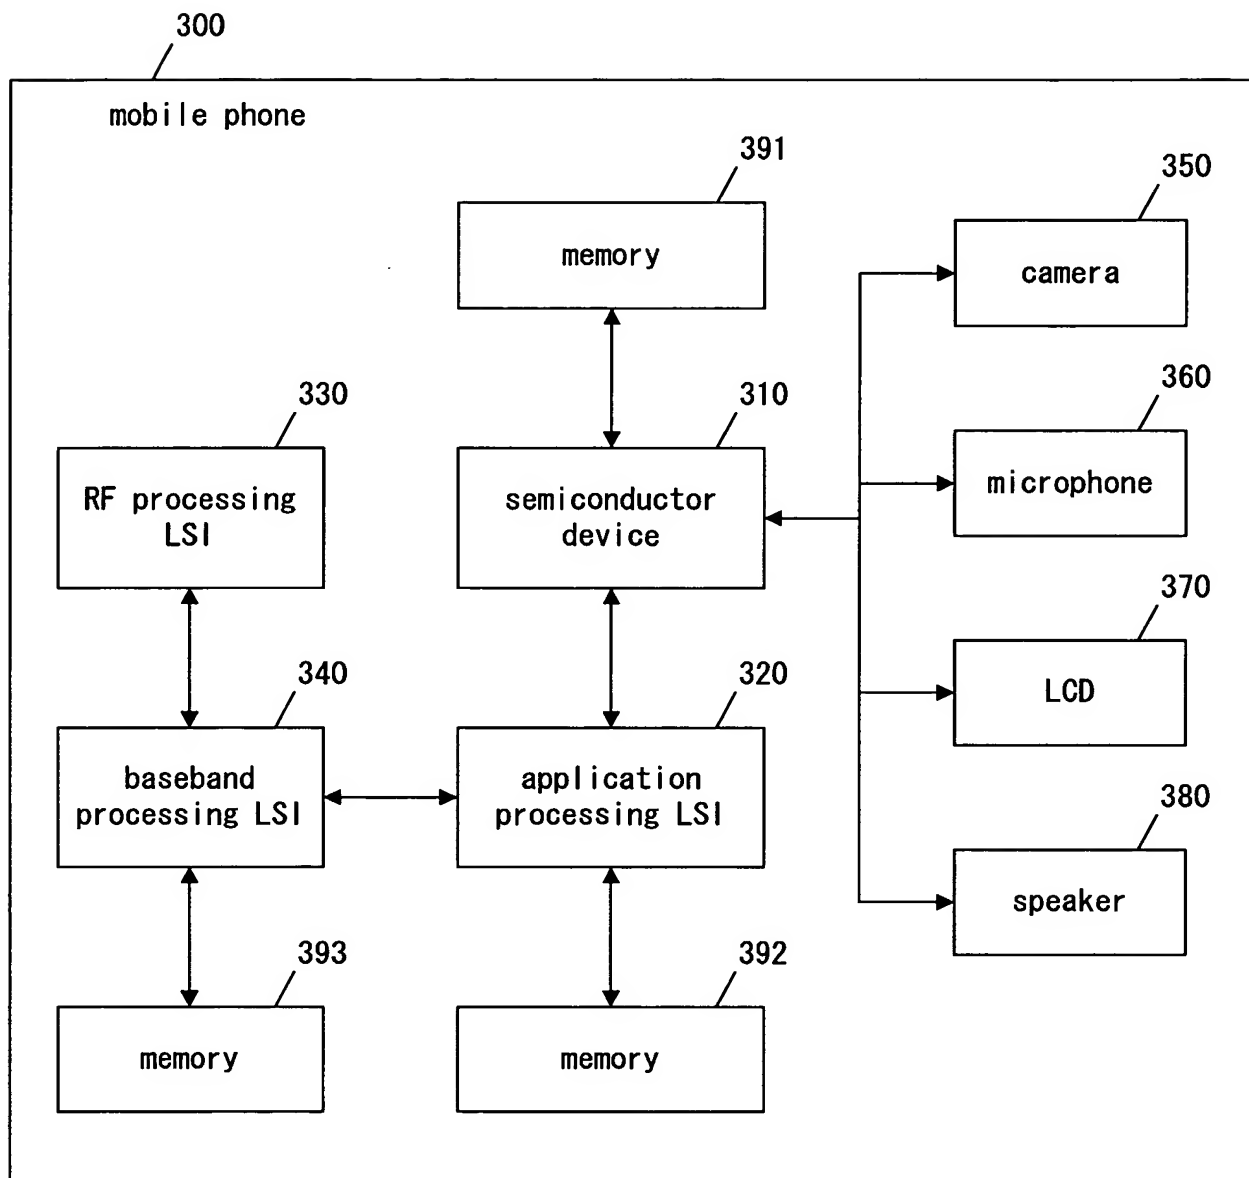 300
mobile phone
391
memory
350
camera
330
RF processing
LSI
310
semiconductor
device
360
microphone
340
baseband
processing LSI
320
application
processing LSI
370
LCD
380
speaker
393
memory
392
memory